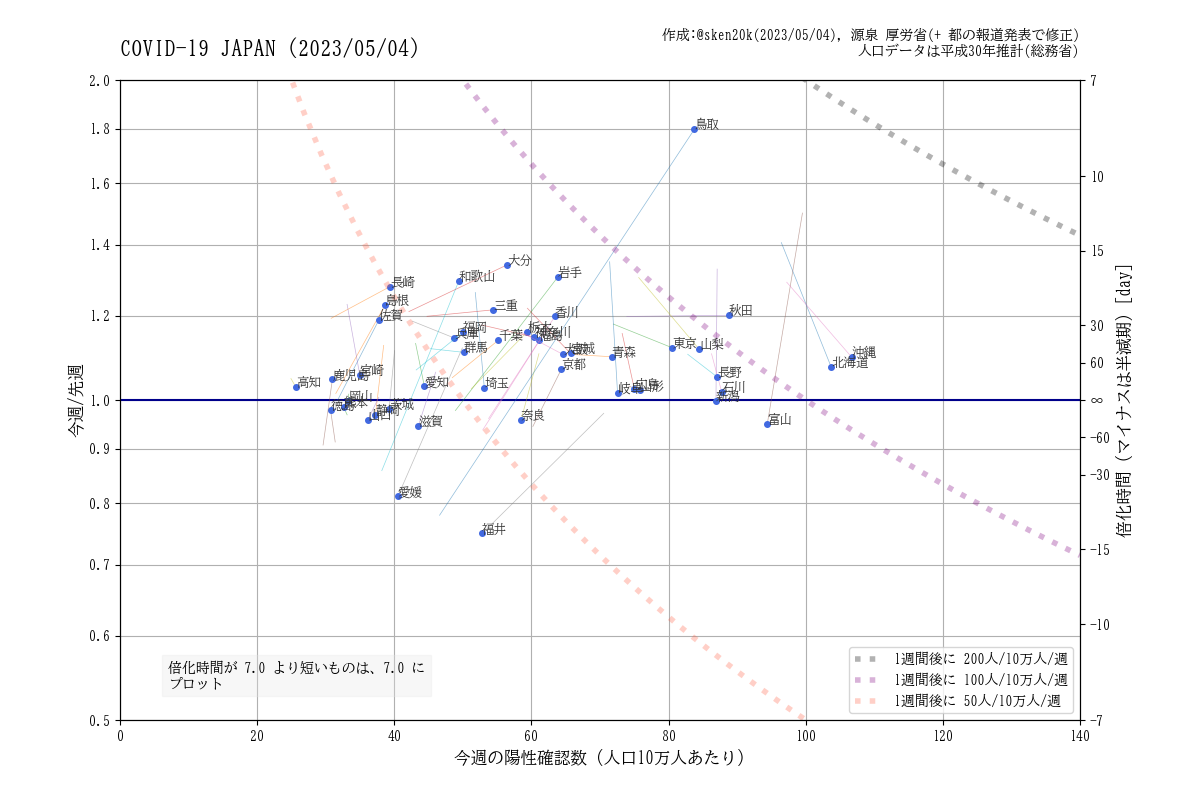 COVID-19 JAPAN (2023/05/04)
作成:@sken20k(2023/05/04), 源泉 厚労省(+ 都の報道発表で修正)
人口データは平成30年推計(総務省)
2.0
1.8
1.6
1.4
1.2
1.0
0.9
0.8
0.7
0.6
0.5
今週/先週
7
10
15
30
60
∞
-60
-30
-15
-10
-7
倍化時間 (マイナスは半減期) [day]
鳥取
大分
岩手
和歌山
長崎
島根
佐賀
三重
香川
秋田
福岡
兵庫
栃木
千葉
群馬
福島
宮城
京都
青森
東京
山梨
沖縄
北海道
長野
石川
新潟
富山
岐阜
山形
高知
鹿児島
宮崎
愛知
埼玉
岡山
熊本
徳島
茨城
静岡
山口
滋賀
奈良
愛媛
福井
倍化時間が 7.0 より短いものは、7.0 に
プロット
1週間後に 200人/10万人/週
1週間後に 100人/10万人/週
1週間後に 50人/10万人/週
0
20
40
60
80
100
120
140
今週の陽性確認数 (人口10万人あたり)